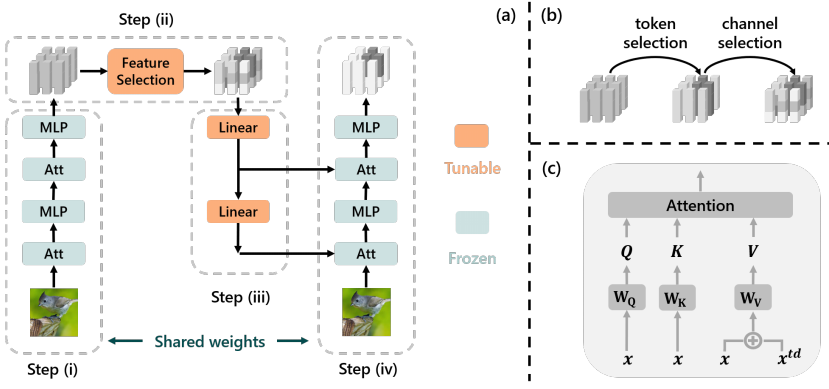 Step (ii)
(a)
Feature
Selection
MLP
Att
MLP
Att
Step (i)
Linear
Linear
Step (iii)
MLP
Att
MLP
Att
Step (iv)
Shared weights
Tunable
Frozen
(b)
token
selection
channel
selection
(c)
Attention
Q K V
W_Q W_K W_V
x x x x^{td}